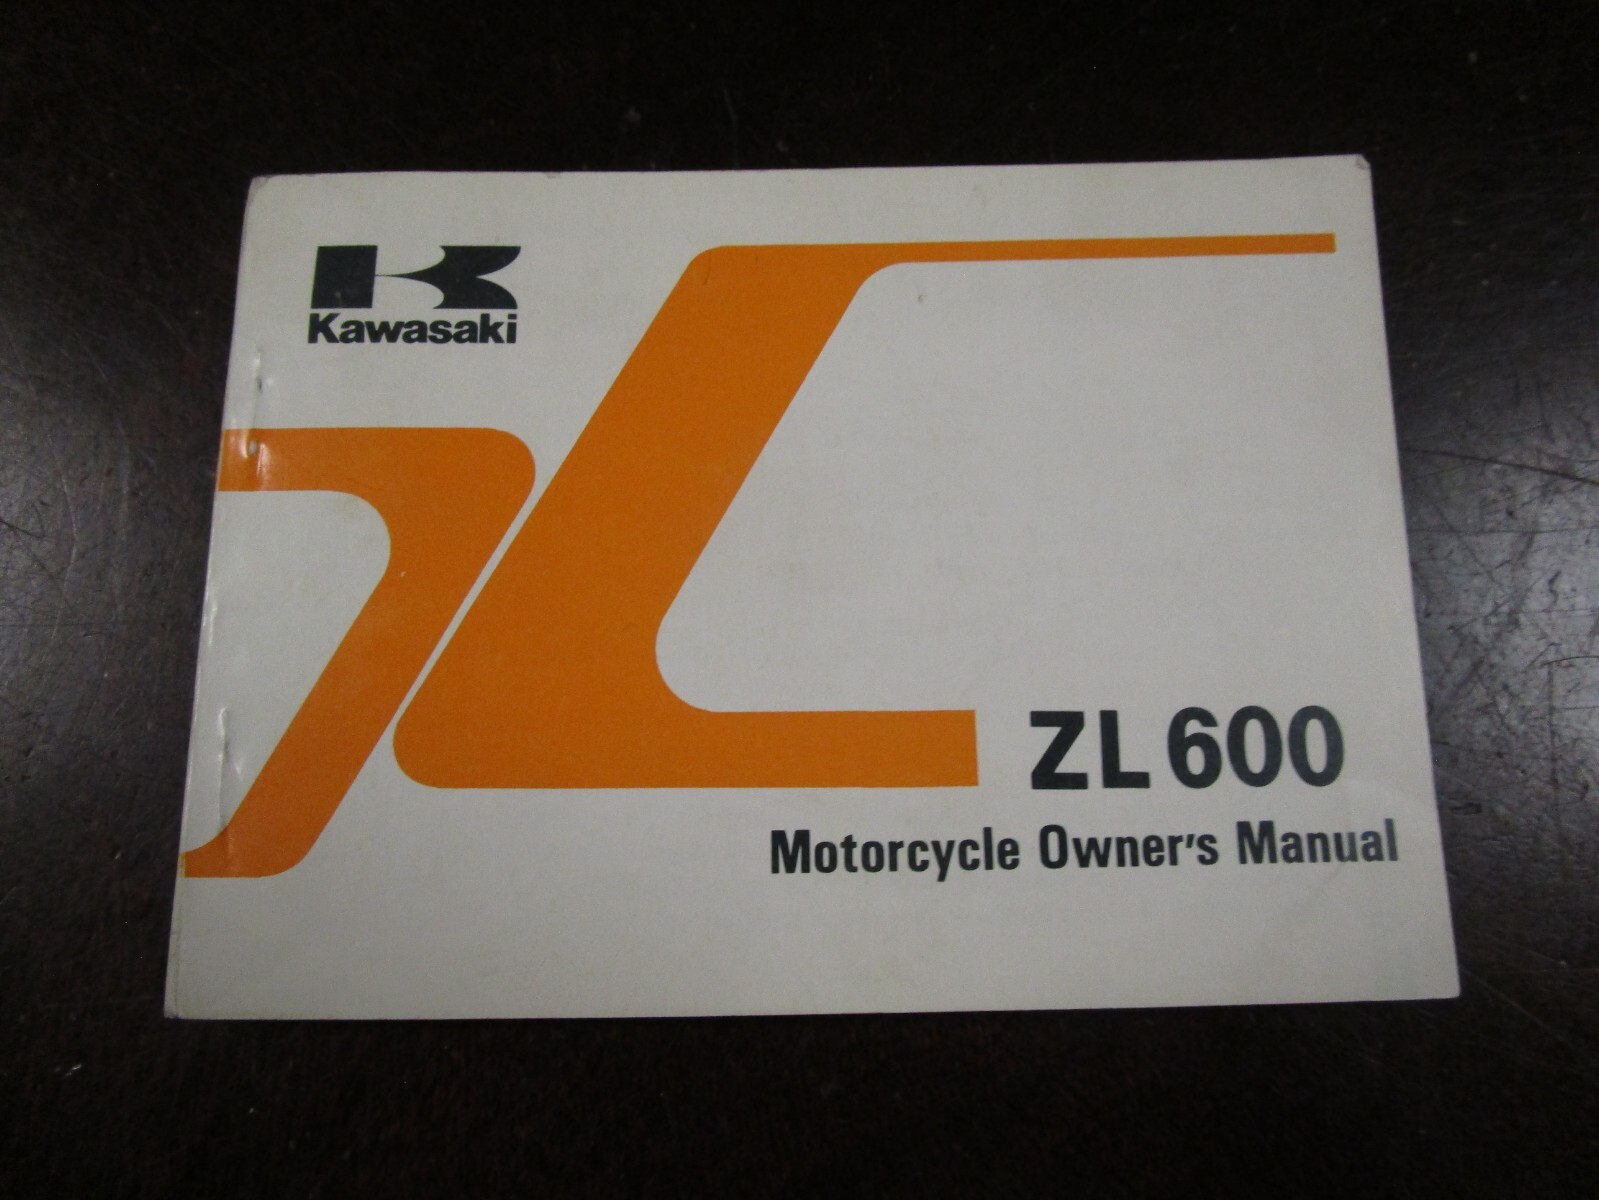 Kawasaki
ZL600
Motorcycle Owner's Manual